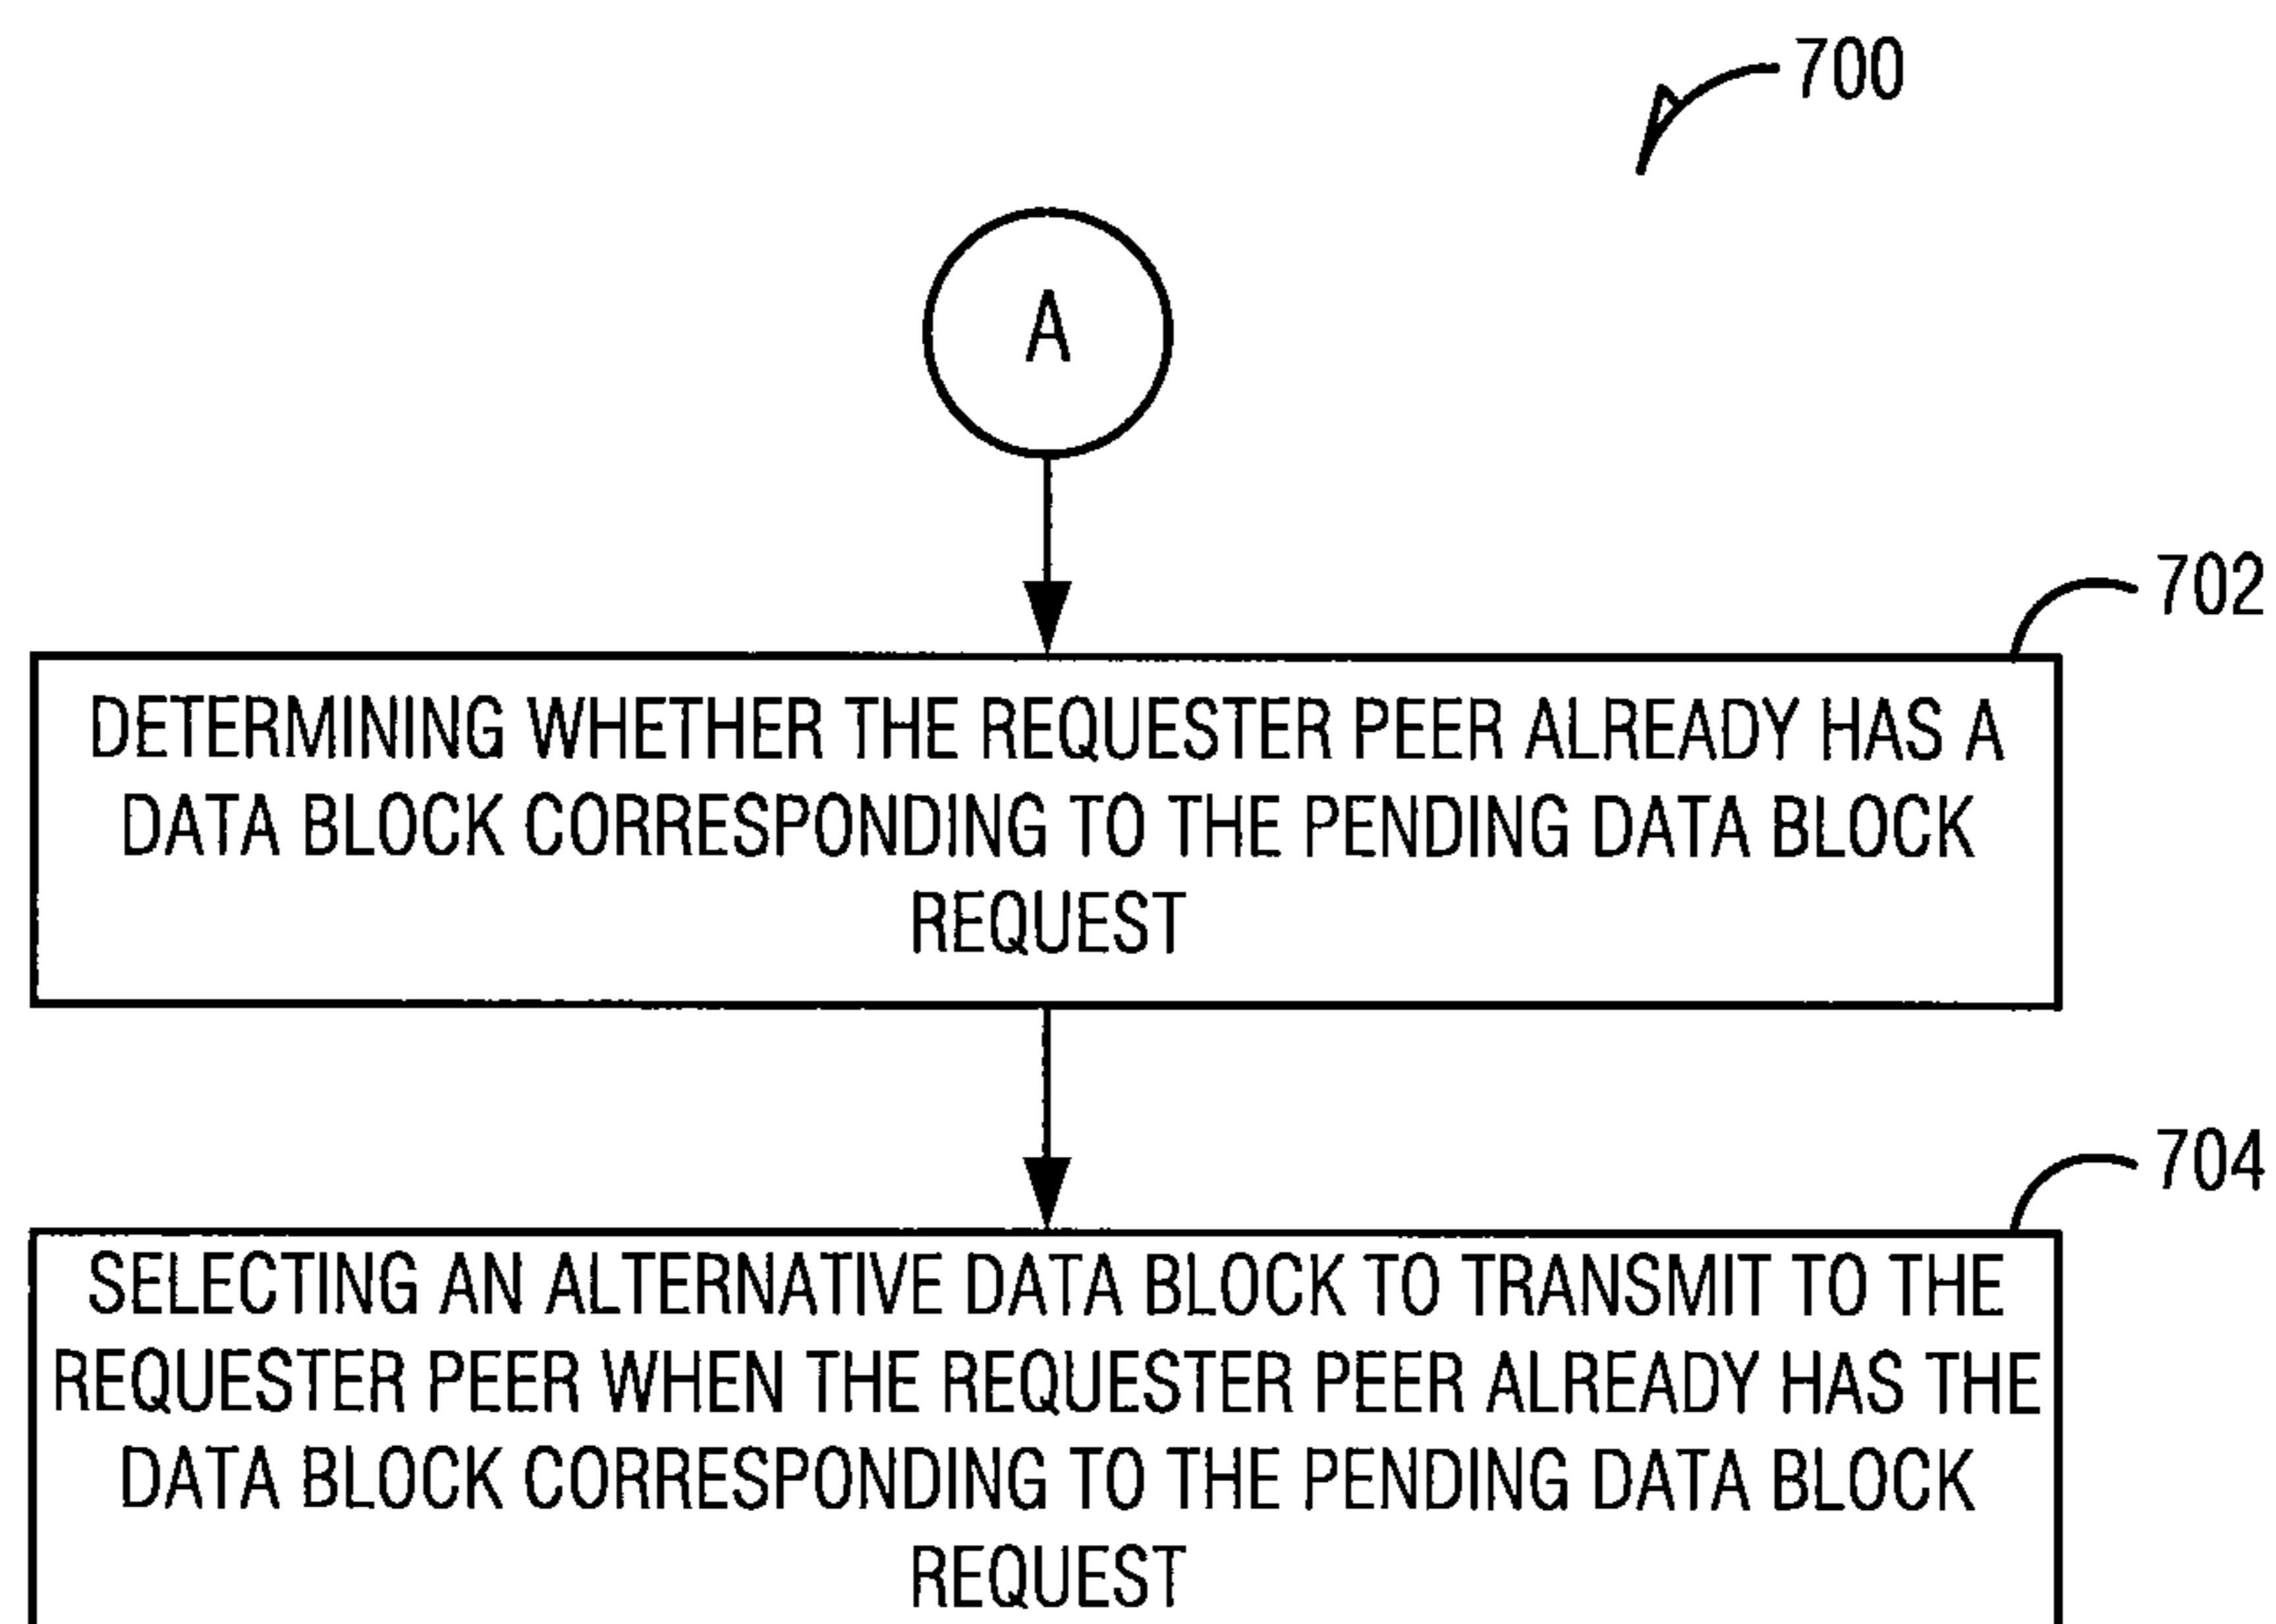 700
A
702
DETERMINING WHETHER THE REQUESTER PEER ALREADY HAS A
DATA BLOCK CORRESPONDING TO THE PENDING DATA BLOCK
REQUEST
704
SELECTING AN ALTERNATIVE DATA BLOCK TO TRANSMIT TO THE
REQUESTER PEER WHEN THE REQUESTER PEER ALREADY HAS THE
DATA BLOCK CORRESPONDING TO THE PENDING DATA BLOCK
REQUEST